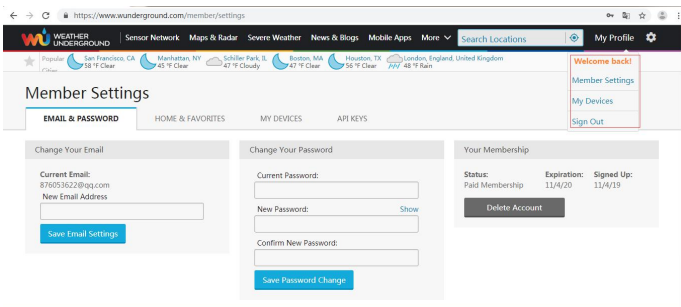 https://www.wunderground.com/member/settings
WEATHER UNDERGROUND
Sensor Network Maps & Radar Severe Weather News & Blogs Mobile Apps More Search Locations My Profile
Popular Cities
San Francisco, CA
58 °F Clear
Manhattan, NY
45 °F Clear
Schiller Park, IL
47 °F Cloudy
Boston, MA
47 °F Clear
Houston, TX
56 °F Clear
London, England, United Kingdom
48 °F Rain
Welcome back!
Member Settings
My Devices
Sign Out
Member Settings
EMAIL & PASSWORD HOME & FAVORITES MY DEVICES API KEYS
Change Your Email
Current Email:
876053622@qq.com
New Email Address
Save Email Settings
Change Your Password
Current Password:
New Password: Show
Confirm New Password:
Save Password Change
Your Membership
Status: Expiration: Signed Up:
Paid Membership 11/4/20 11/4/19
Delete Account